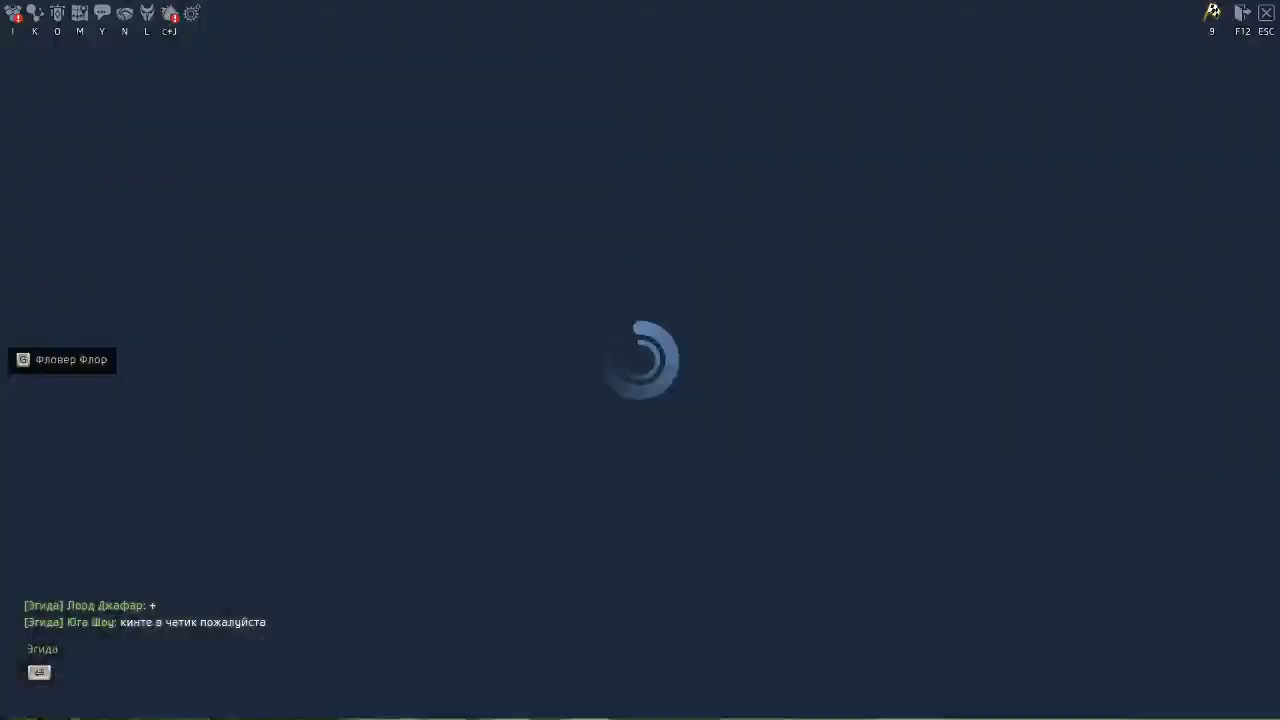 I K O M Y N L c+J
9 F12 ESC
G Фловер Флор
[Эгида] Лорд Джафар: +
[Эгида] Юга Шоу: кинте в чатик пожалуйста
Эгида